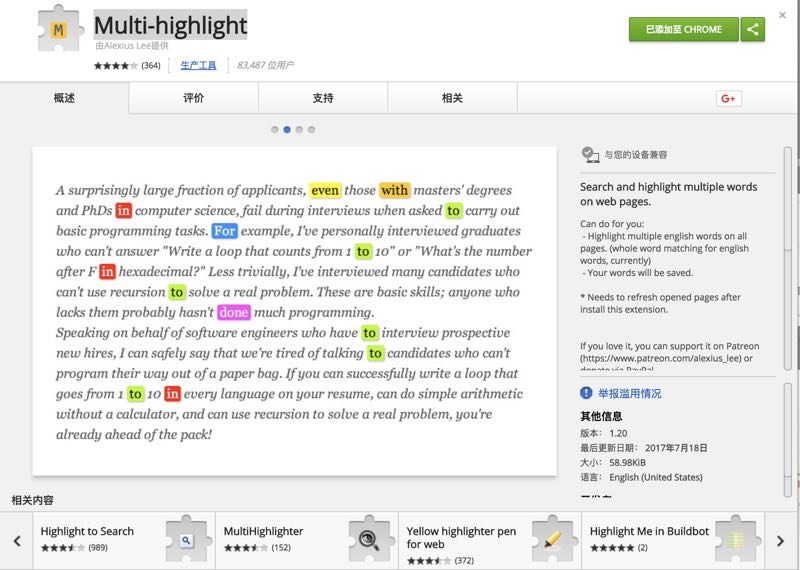 M
Multi-highlight
由Alexius Lee提供
(364)
生产工具
83,487 位用户
已添加至 CHROME
概述
评价
支持
相关
G+
A surprisingly large fraction of applicants, even those with masters' degrees
and PhDs in computer science, fail during interviews when asked to carry out
basic programming tasks. For example, I've personally interviewed graduates
who can't answer "Write a loop that counts from 1 to 10" or "What's the number
after F in hexadecimal?" Less trivially, I've interviewed many candidates who
can't use recursion to solve a real problem. These are basic skills; anyone who
lacks them probably hasn't done much programming.
Speaking on behalf of software engineers who have to interview prospective
new hires, I can safely say that we're tired of talking to candidates who can't
program their way out of a paper bag. If you can successfully write a loop that
goes from 1 to 10 in every language on your resume, can do simple arithmetic
without a calculator, and can use recursion to solve a real problem, you're
already ahead of the pack!
与您的设备兼容
Search and highlight multiple words
on web pages.
Can do for you:
- Highlight multiple english words on all
pages. (whole word matching for english
words, currently)
- Your words will be saved.
* Needs to refresh opened pages after
install this extension.
If you love it, you can support it on Patreon
(https://www.patreon.com/alexius_lee) or
donate via PayPal
举报滥用情况
其他信息
版本： 1.20
最后更新日期： 2017年7月18日
大小： 58.98KiB
语言： English (United States)
相关内容
Highlight to Search
(989)
MultiHighlighter
(152)
Yellow highlighter pen
for web
(372)
Highlight Me in Buildbot
(2)